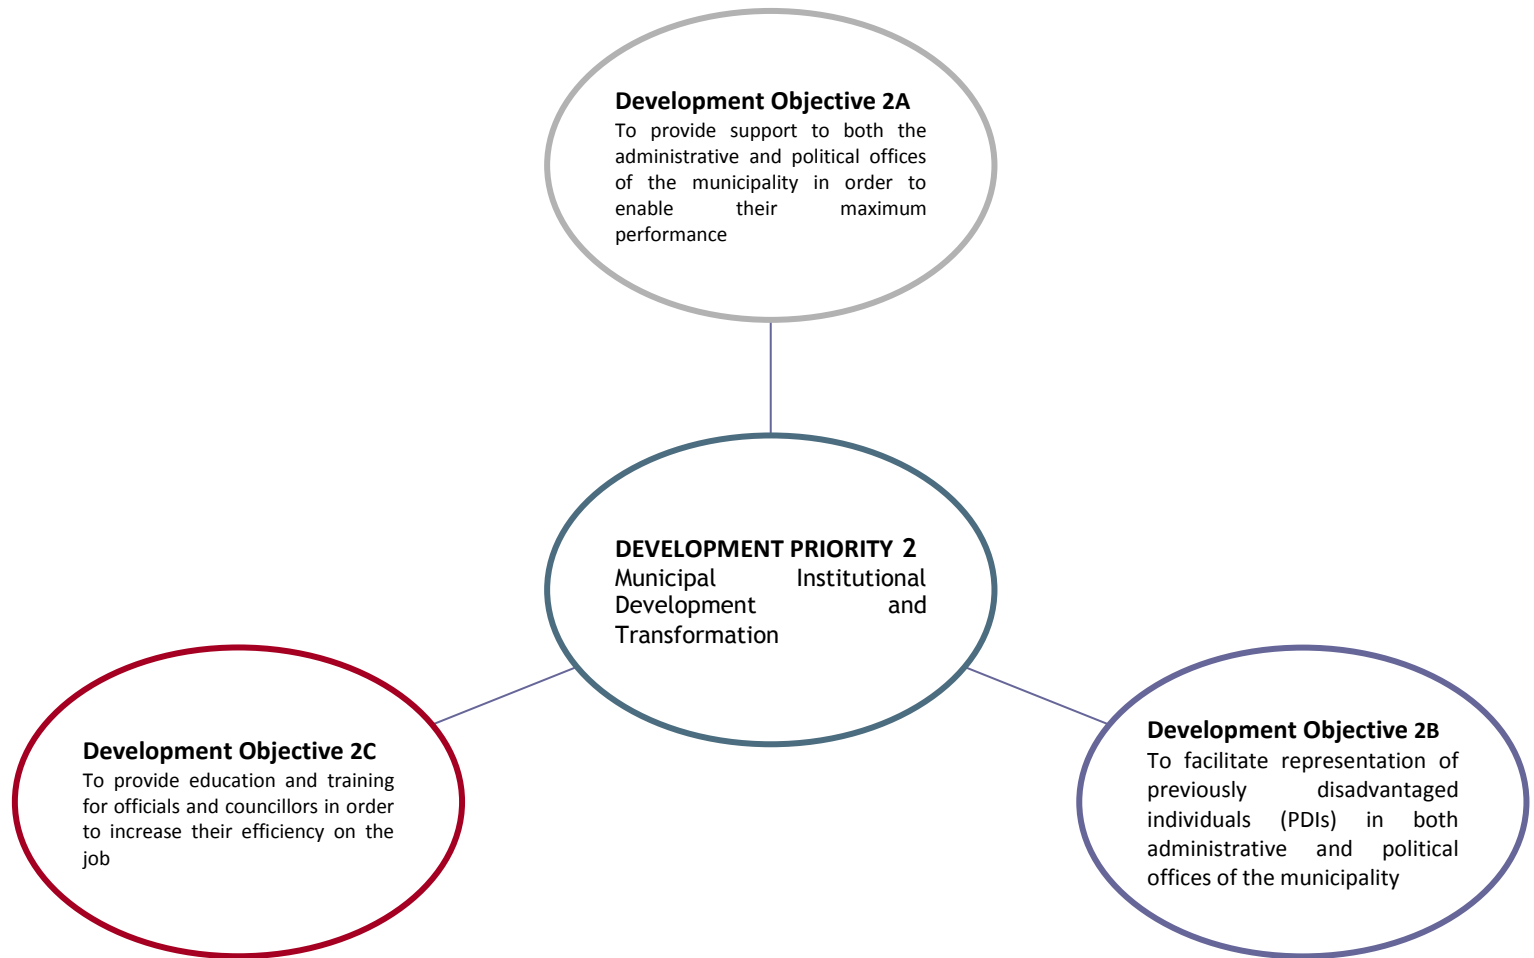 Development Objective 2A
To provide support to both the
administrative and political offices
of the municipality in order to
enable their maximum
performance
DEVELOPMENT PRIORITY 2
Municipal Institutional
Development and
Transformation
Development Objective 2B
To facilitate representation of
previously disadvantaged
individuals (PDIs) in both
administrative and political
offices of the municipality
Development Objective 2C
To provide education and training
for officials and councillors in order
to increase their efficiency on the
job